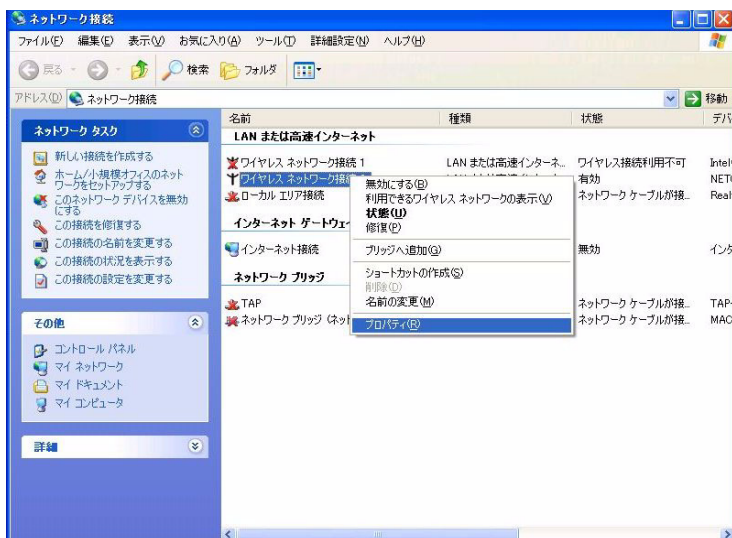 ネットワーク接続
ファイル(F) 編集(E) 表示(V) お気に入り(A) ツール(T) 詳細設定(N) ヘルプ(H)
戻る 検索 フォルダ
アドレス(D) ネットワーク接続 移動
名前 種類 状態 デバ
ネットワーク タスク
新しい接続を作成する
ホーム/小規模オフィスのネット
ワークをセットアップする
このネットワーク デバイスを無効
にする
この接続を修復する
この接続の名前を変更する
この接続の状況を表示する
この接続の設定を変更する
その他
コントロール パネル
マイ ネットワーク
マイ ドキュメント
マイ コンピュータ
詳細
LAN または高速インターネット
ワイヤレス ネットワーク接続 1 LAN または高速インターネ... ワイヤレス接続利用不可 Intel
ワイヤレス ネットワーク接続 有効 NET
ローカル エリア接続 ネットワーク ケーブルが接... Real
インターネット ゲートウェイ
インターネット接続 無効 インタ
ネットワーク ブリッジ
TAP ネットワーク ケーブルが接... TAP-
ネットワーク ブリッジ (ネット ネットワーク ケーブルが接... MAC
無効にする(B)
利用できるワイヤレス ネットワークの表示(V)
状態(U)
修復(P)
ブリッジへ追加(G)
ショートカットの作成(S)
削除(D)
名前の変更(M)
プロパティ(R)